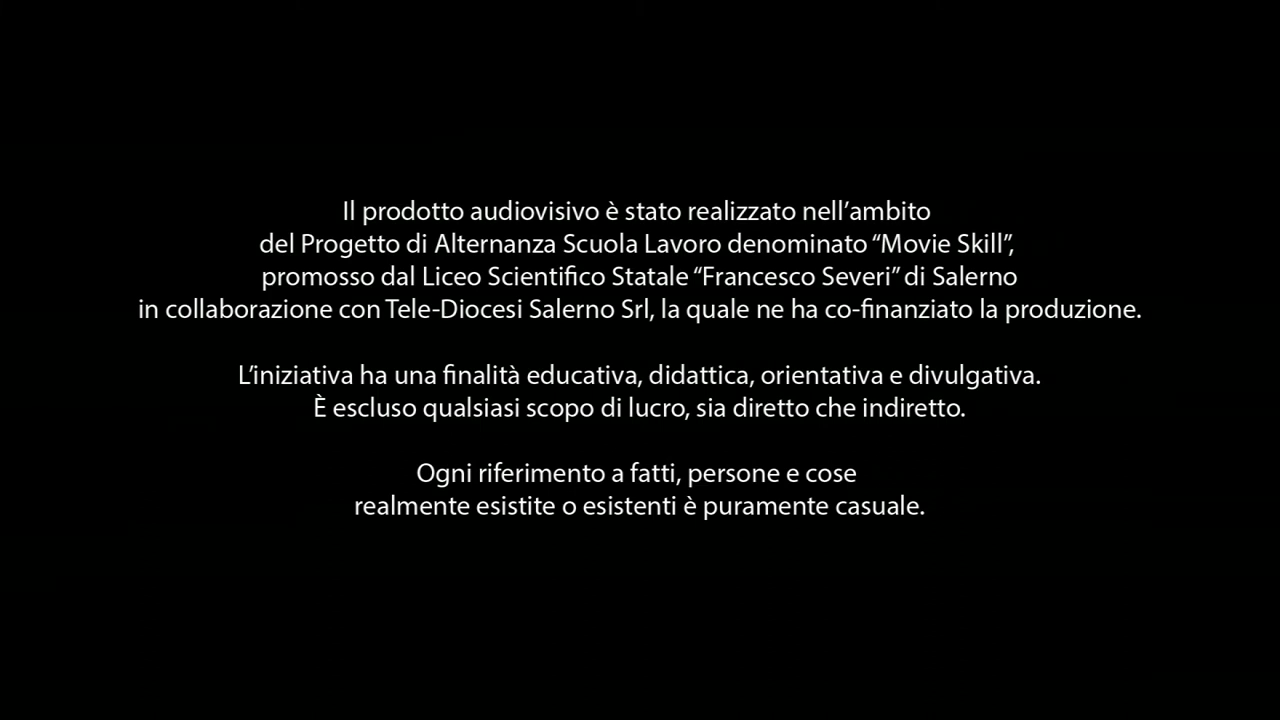 Il prodotto audiovisivo è stato realizzato nell’ambito
del Progetto di Alternanza Scuola Lavoro denominato “Movie Skill”,
promosso dal Liceo Scientifico Statale “Francesco Severi” di Salerno
in collaborazione con Tele-Diocesi Salerno Srl, la quale ne ha co-finanziato la produzione.
L’iniziativa ha una finalità educativa, didattica, orientativa e divulgativa.
È escluso qualsiasi scopo di lucro, sia diretto che indiretto.
Ogni riferimento a fatti, persone e cose
realmente esistite o esistenti è puramente casuale.